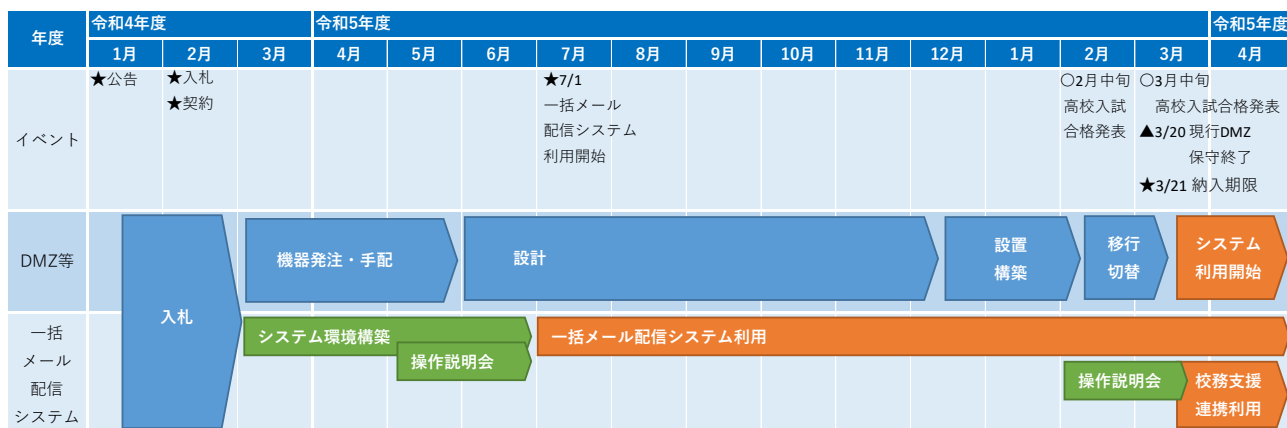 年度
令和4年度
令和5年度
令和5年度
1月
2月
3月
4月
5月
6月
7月
8月
9月
10月
11月
12月
1月
2月
3月
4月
イベント
★公告
★入札
★契約
★7/1
一括メール
配信システム
利用開始
○2月中旬
高校入試
合格発表
○3月中旬
高校入試合格発表
▲3/20 現行DMZ
保守終了
★3/21 納入期限
DMZ等
入札
機器発注・手配
設計
設置
構築
移行
切替
システム
利用開始
一括
メール
配信
システム
システム環境構築
操作説明会
一括メール配信システム利用
操作説明会
校務支援
連携利用